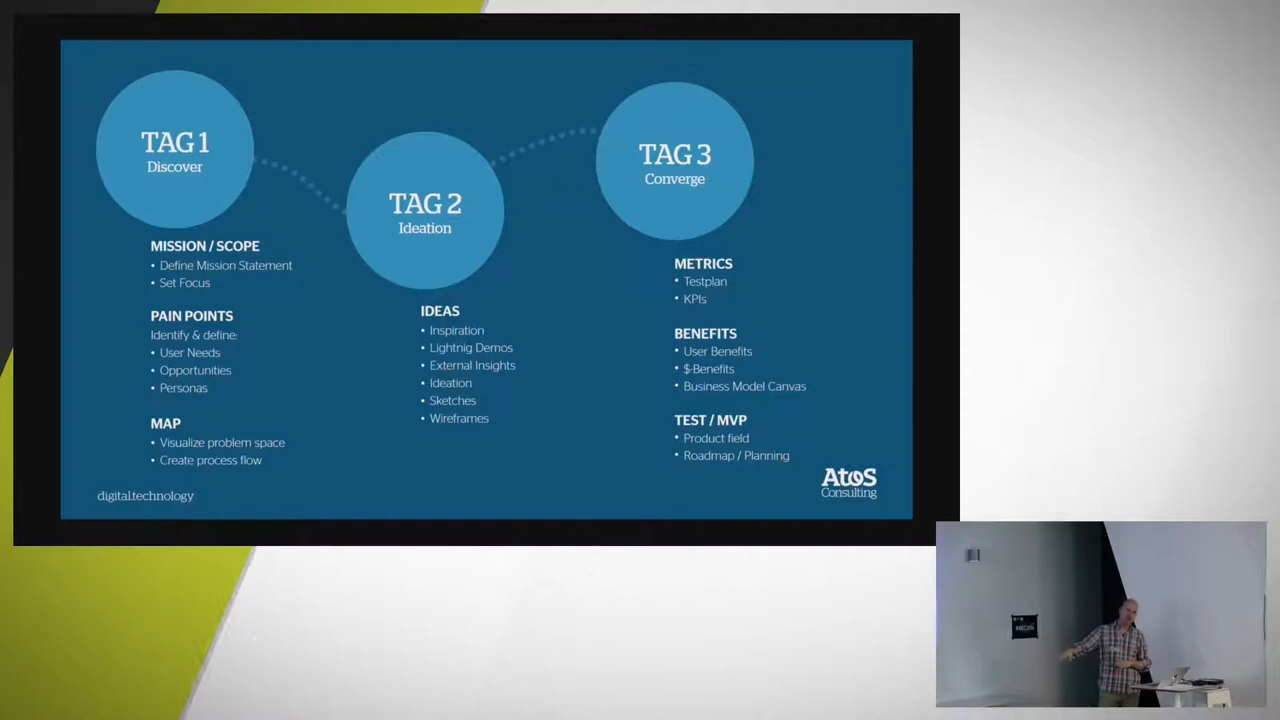 TAG 1
Discover
MISSION / SCOPE
• Define Mission Statement
• Set Focus
PAIN POINTS
Identify & define:
• User Needs
• Opportunities
• Personas
MAP
• Visualize problem space
• Create process flow
TAG 2
Ideation
IDEAS
• Inspiration
• Lightnig Demos
• External Insights
• Ideation
• Sketches
• Wireframes
TAG 3
Converge
METRICS
• Testplan
• KPIs
BENEFITS
• User Benefits
• $-Benefits
• Business Model Canvas
TEST / MVP
• Product field
• Roadmap / Planning
digital.technology
Atos
Consulting